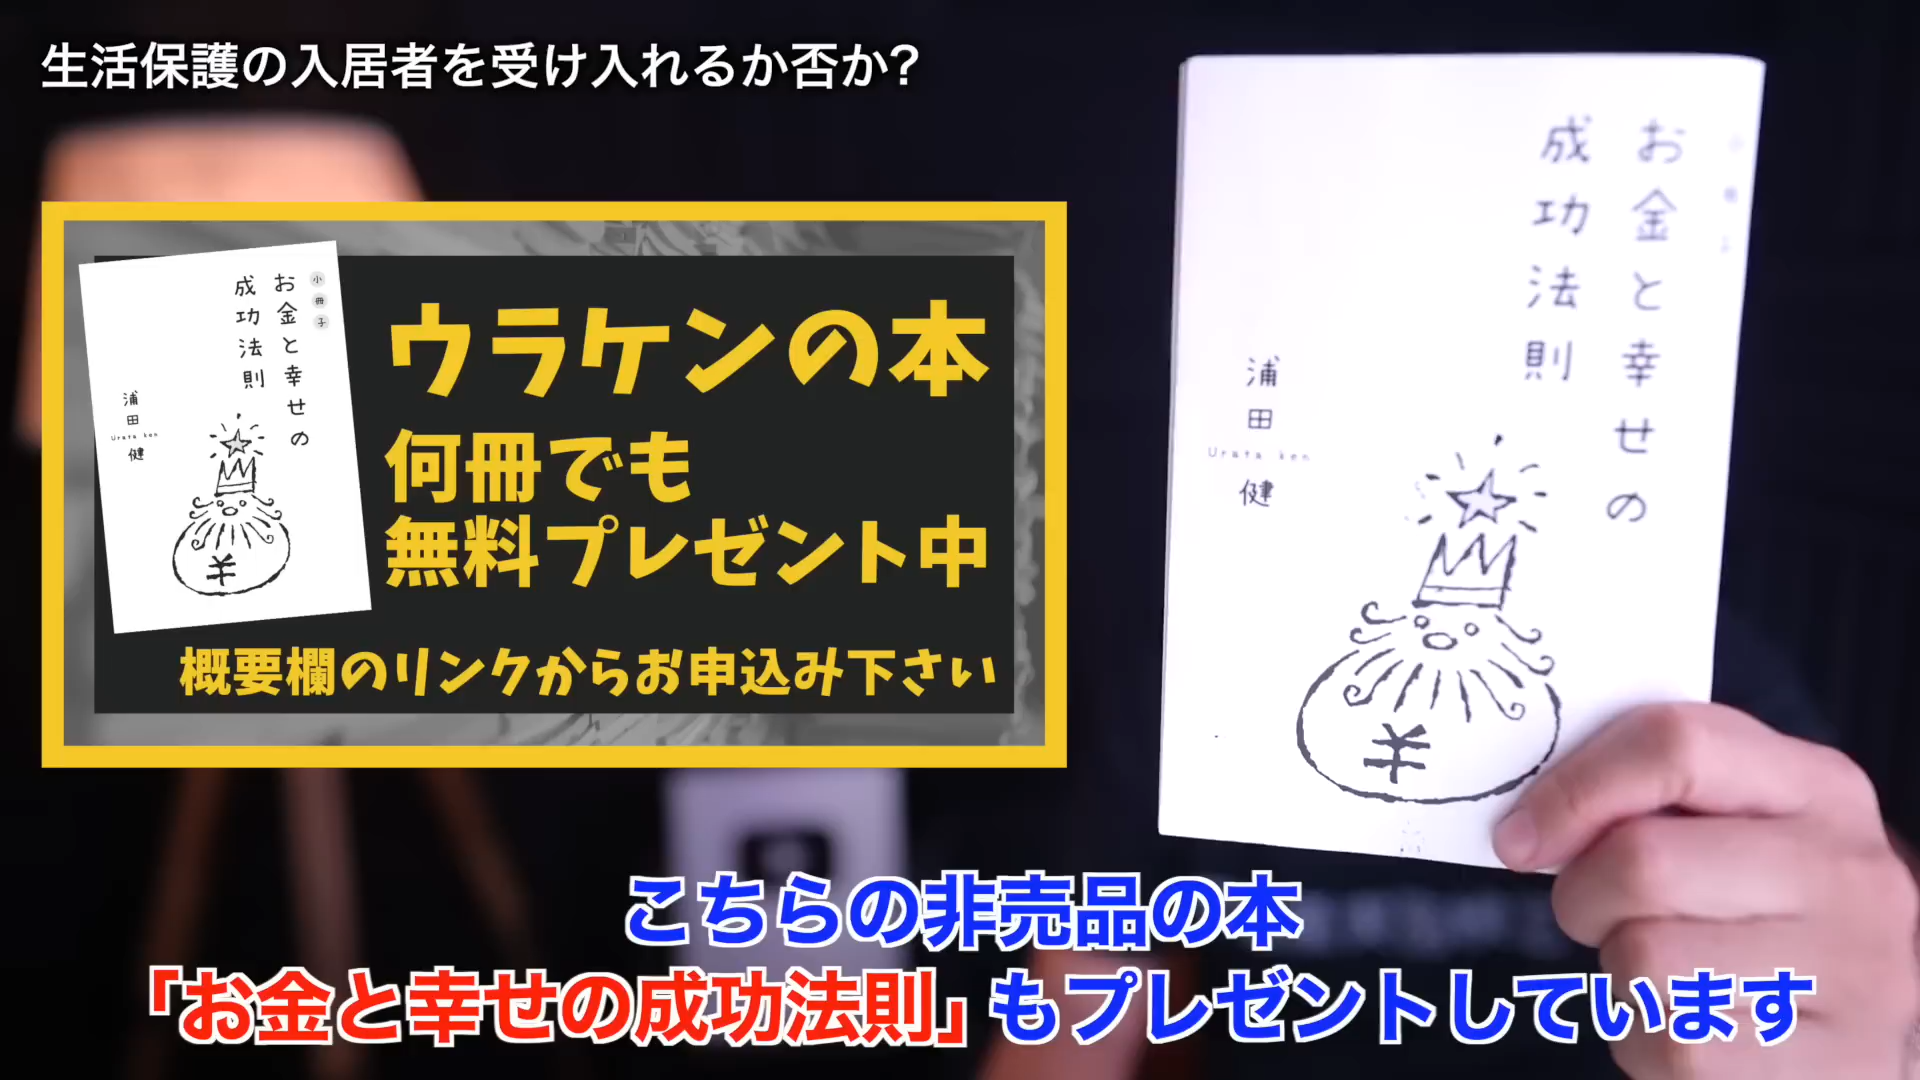 生活保護の入居者を受け入れるか否か?
小冊子
お金と幸せの
成功法則
浦田
Urata ken
健
ウラケンの本
何冊でも
無料プレゼント中
概要欄のリンクからお申込み下さい
お金と幸せの
成功法則
浦田
Urata ken
健
こちらの非売品の本
「お金と幸せの成功法則」もプレゼントしています